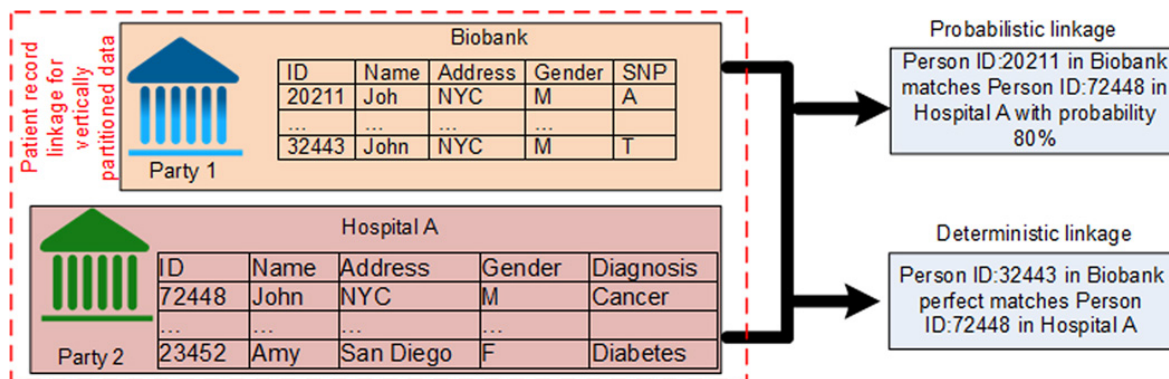 Patient record
linkage for
vertically
partitioned data
Biobank
ID Name Address Gender SNP
20211 Joh NYC M A
... ... ... ...
32443 John NYC M T
Party 1
Hospital A
ID Name Address Gender Diagnosis
72448 John NYC M Cancer
... ... ... ...
23452 Amy San Diego F Diabetes
Party 2
Probabilistic linkage
Person ID:20211 in Biobank
matches Person ID:72448 in
Hospital A with probability
80%
Deterministic linkage
Person ID:32443 in Biobank
perfect matches Person
ID:72448 in Hospital A